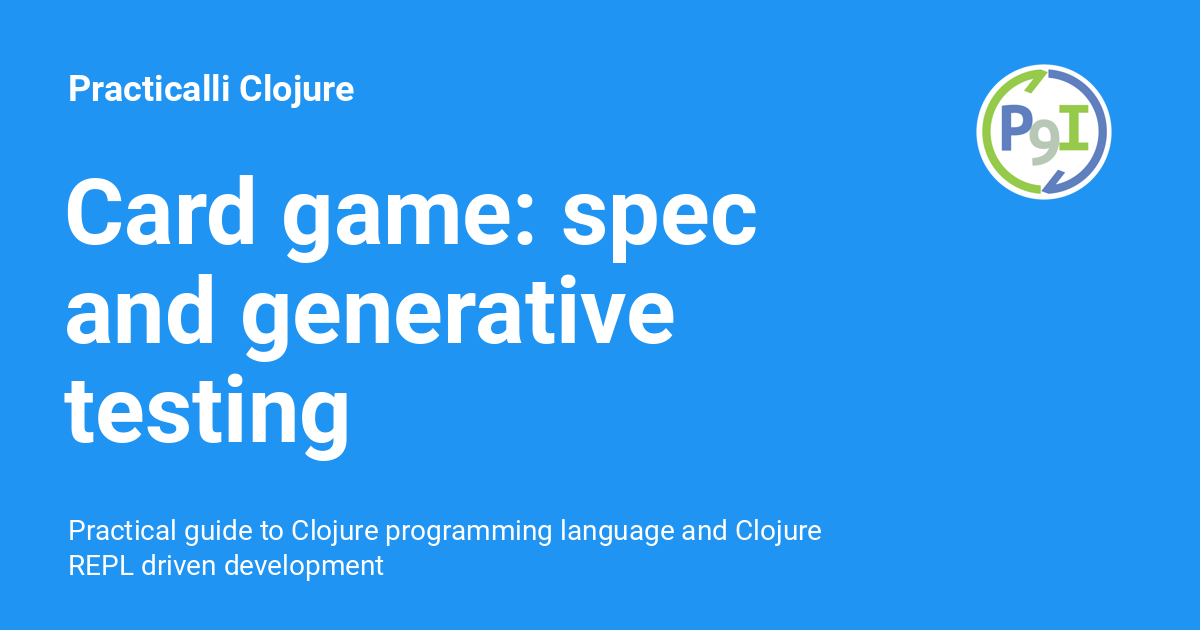 Practicalli Clojure
P9I
Card game: spec
and generative
testing
Practical guide to Clojure programming language and Clojure
REPL driven development